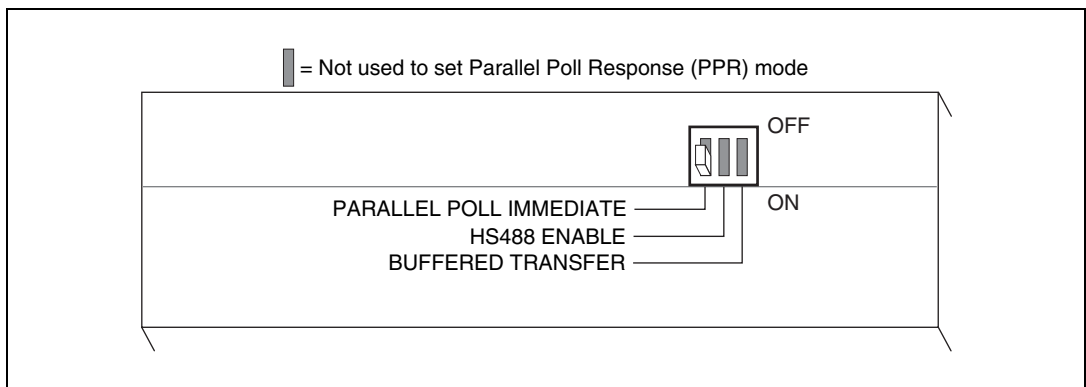 = Not used to set Parallel Poll Response (PPR) mode
OFF
ON
PARALLEL POLL IMMEDIATE
HS488 ENABLE
BUFFERED TRANSFER